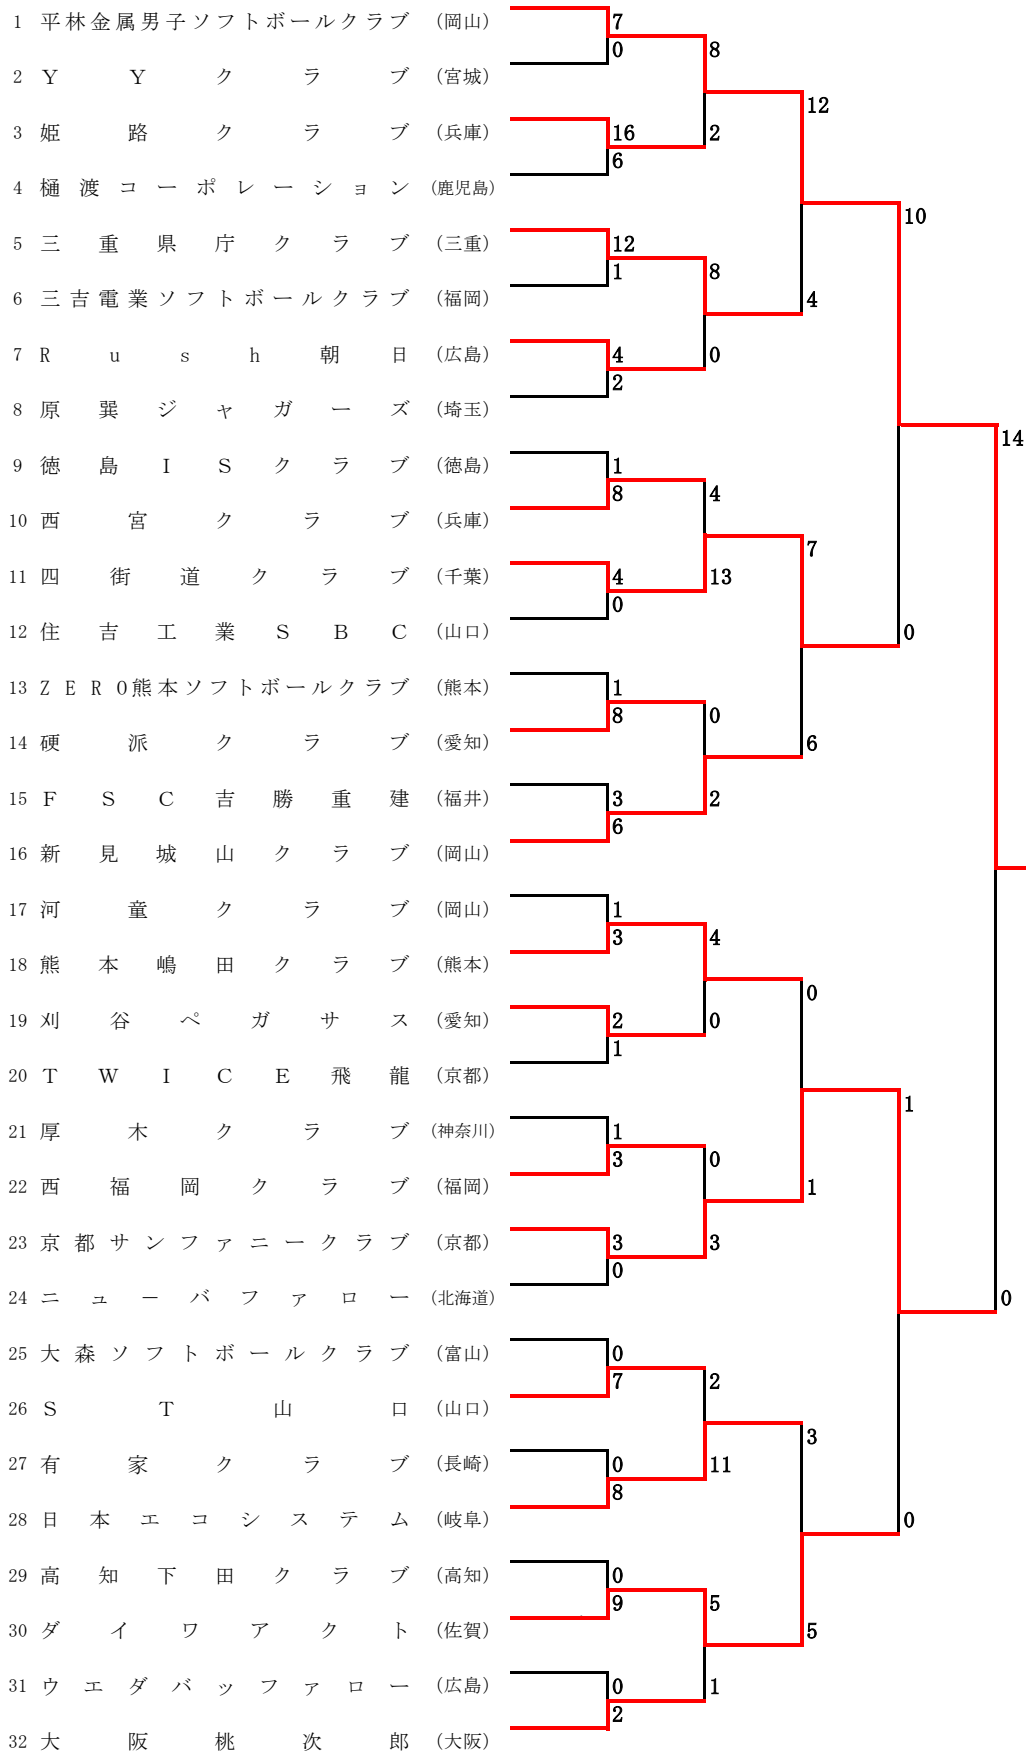 1 平林金属男子ソフトボールクラブ (岡山) 7
0 8
2 Y Y ク ラ ブ (宮城)
12
3 姫 路 ク ラ ブ (兵庫) 16 2
6
4 樋 渡 コ ー ポ レ ー シ ョ ン (鹿児島)
10
5 三 重 県 庁 ク ラ ブ (三重) 12
1 8
6 三吉電業ソフトボールクラブ (福岡) 4
7 R u s h 朝 日 (広島) 4 0
2
8 原 巽 ジ ャ ガ ー ズ (埼玉)
14
9 徳 島 I S ク ラ ブ (徳島) 1
8 4
10 西 宮 ク ラ ブ (兵庫)
7
11 四 街 道 ク ラ ブ (千葉) 4 13
0
12 住 吉 工 業 S B C (山口) 0
13 Z E R O熊本ソフトボールクラブ (熊本) 1
8 0
14 硬 派 ク ラ ブ (愛知) 6
15 F S C 吉 勝 重 建 (福井) 3 2
6
16 新 見 城 山 ク ラ ブ (岡山)
17 河 童 ク ラ ブ (岡山) 1
3 4
18 熊 本 嶋 田 ク ラ ブ (熊本)
0
19 刈 谷 ペ ガ サ ス (愛知) 2 0
1
20 T W I C E 飛 龍 (京都)
1
21 厚 木 ク ラ ブ (神奈川) 1
3 0
22 西 福 岡 ク ラ ブ (福岡) 1
23 京 都 サ ン フ ァ ニ ー ク ラ ブ (京都) 3 3
0
24 ニ ュ ー バ フ ァ ロ ー (北海道) 0
25 大 森 ソ フ ト ボ ー ル ク ラ ブ (富山) 0
7 2
26 S T 山 口 (山口)
3
27 有 家 ク ラ ブ (長崎) 0 11
8
28 日 本 エ コ シ ス テ ム (岐阜) 0
29 高 知 下 田 ク ラ ブ (高知) 0
9 5
30 ダ イ ワ ア ク ト (佐賀) 5
31 ウ エ ダ バ ッ フ ァ ロ ー (広島) 0 1
2
32 大 阪 桃 次 郎 (大阪)